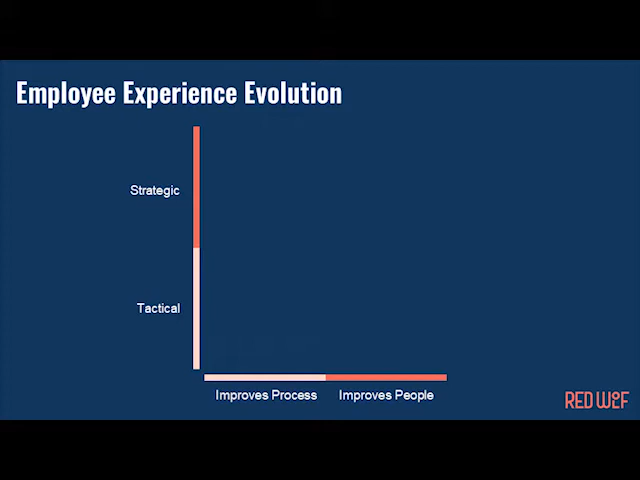 Employee Experience Evolution
Strategic
Tactical
Improves Process
Improves People
RED WOLF